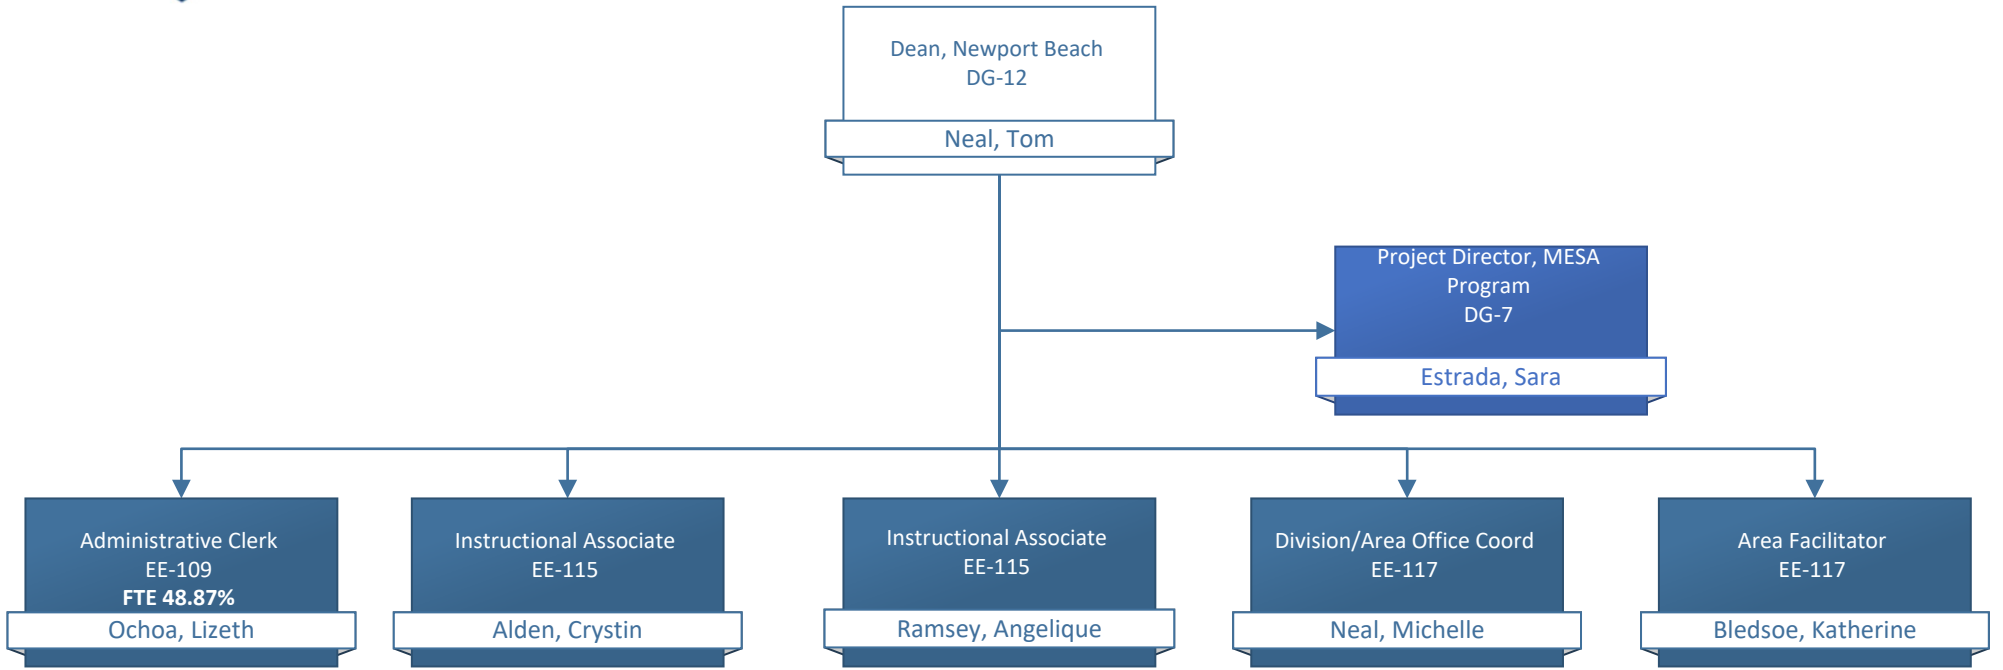 Dean, Newport Beach
DG-12
Neal, Tom
Project Director, MESA
Program
DG-7
Estrada, Sara
Administrative Clerk
EE-109
FTE 48.87%
Ochoa, Lizeth
Instructional Associate
EE-115
Alden, Crystin
Instructional Associate
EE-115
Ramsey, Angelique
Division/Area Office Coord
EE-117
Neal, Michelle
Area Facilitator
EE-117
Bledsoe, Katherine